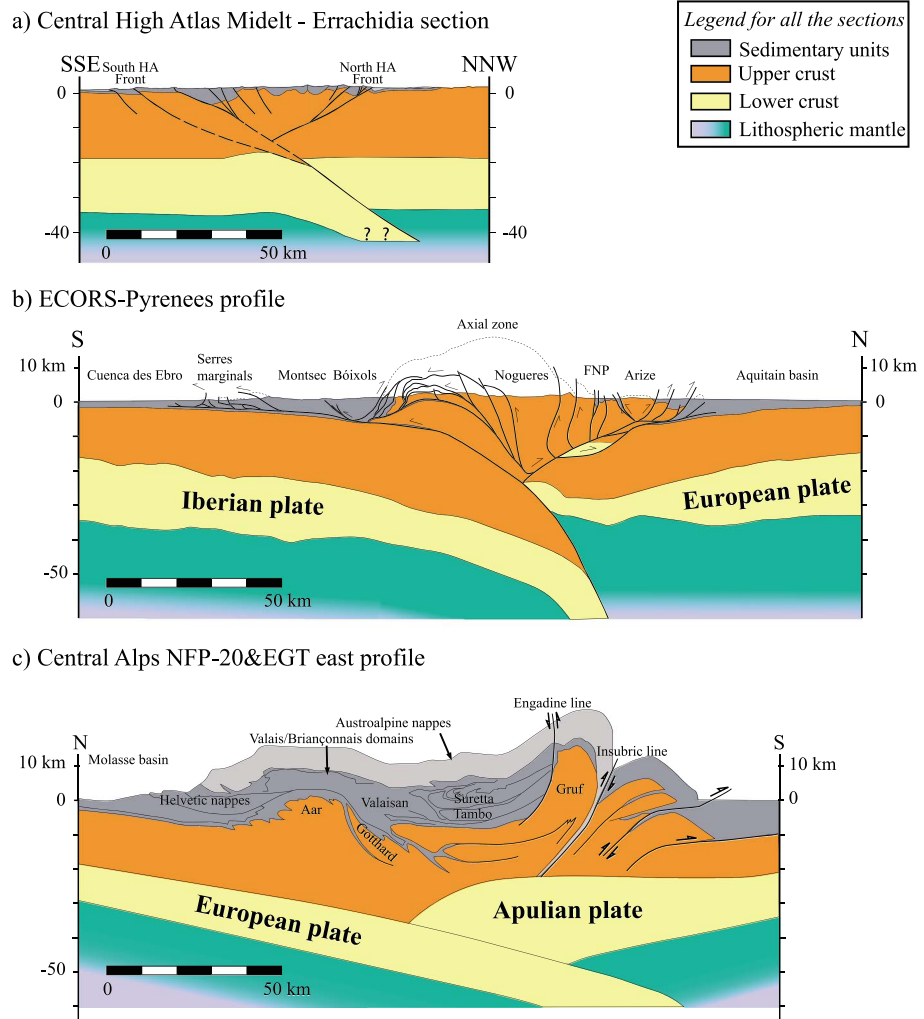 a) Central High Atlas Midelt - Errachidia section
Legend for all the sections
Sedimentary units
Upper crust
Lower crust
Lithospheric mantle
SSE
South HA
Front
North HA
Front
NNW
0
0
-40
-40
? ?
0
50 km
b) ECORS-Pyrenees profile
S
N
Axial zone
10 km
10 km
Cuenca des Ebro
Serres
marginals
Montsec
Bóixols
Nogueres
FNP
Arize
Aquitain basin
0
0
Iberian plate
European plate
-50
0
50 km
c) Central Alps NFP-20&EGT east profile
Engadine line
Austroalpine nappes
N
Valais/Briançonnais domains
Insubric line
S
10 km
Molasse basin
10 km
Helvetic nappes
Aar
Valaisan
Suretta
Tambo
Gruf
0
0
Gotthard
European plate
Apulian plate
-50
0
50 km